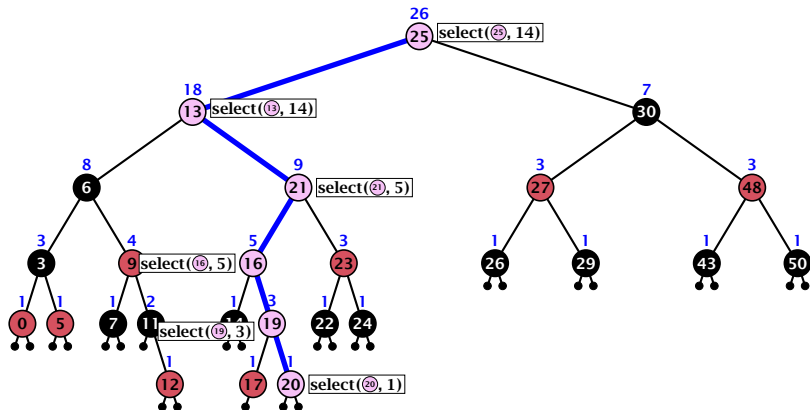 26
25 select(25, 14)
18 7
13 select(13, 14) 30
8 9 3 3
6 21 select(21, 5) 27 48
3 4 5 3 1 1 1 1
3 9 select(16, 5) 16 23 26 29 43 50
1 1 1 2 1 3 1 1
0 5 7 11 select(19, 3) 14 19 22 24
1 1 1
12 17 20 select(20, 1)